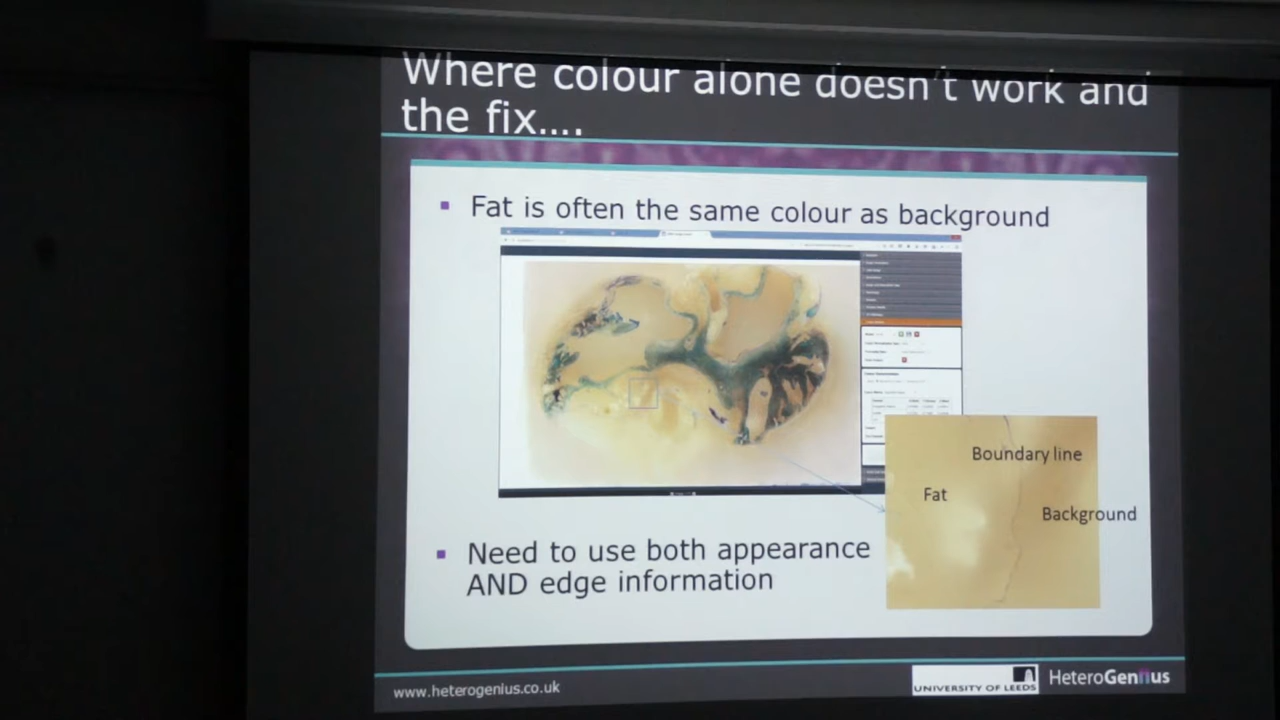 Where colour alone doesn't work and
the fix....
Fat is often the same colour as background
Boundary line
Fat
Background
Need to use both appearance
AND edge information
www.heterogenius.co.uk
UNIVERSITY OF LEEDS
HeteroGenius